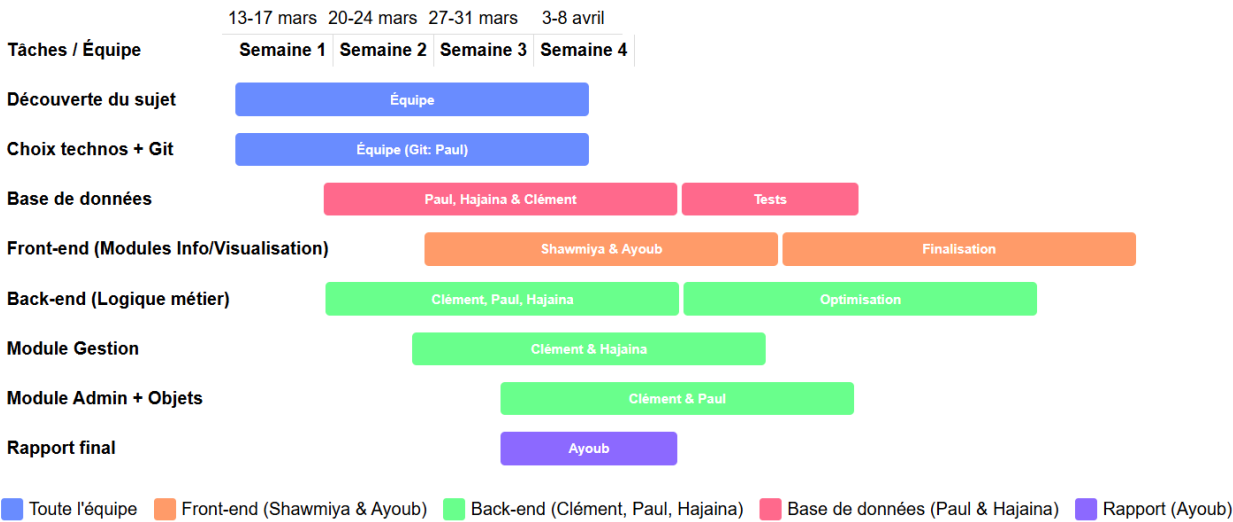 13-17 mars 20-24 mars 27-31 mars 3-8 avril
Tâches / Équipe Semaine 1 Semaine 2 Semaine 3 Semaine 4
Découverte du sujet Équipe
Choix technos + Git Équipe (Git: Paul)
Base de données Paul, Hajaina & Clément Tests
Front-end (Modules Info/Visualisation) Shawmiya & Ayoub Finalisation
Back-end (Logique métier) Clément, Paul, Hajaina Optimisation
Module Gestion Clément & Hajaina
Module Admin + Objets Clément & Paul
Rapport final Ayoub
Toute l'équipe Front-end (Shawmiya & Ayoub) Back-end (Clément, Paul, Hajaina) Base de données (Paul & Hajaina) Rapport (Ayoub)